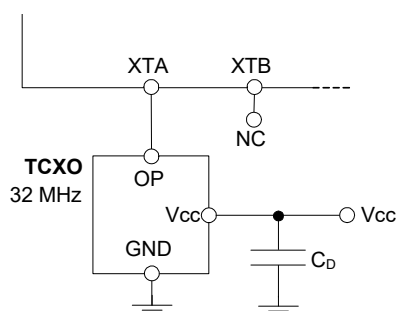 XTA
XTB
NC
TCXO
32 MHz
OP
Vcc
Vcc
GND
CD